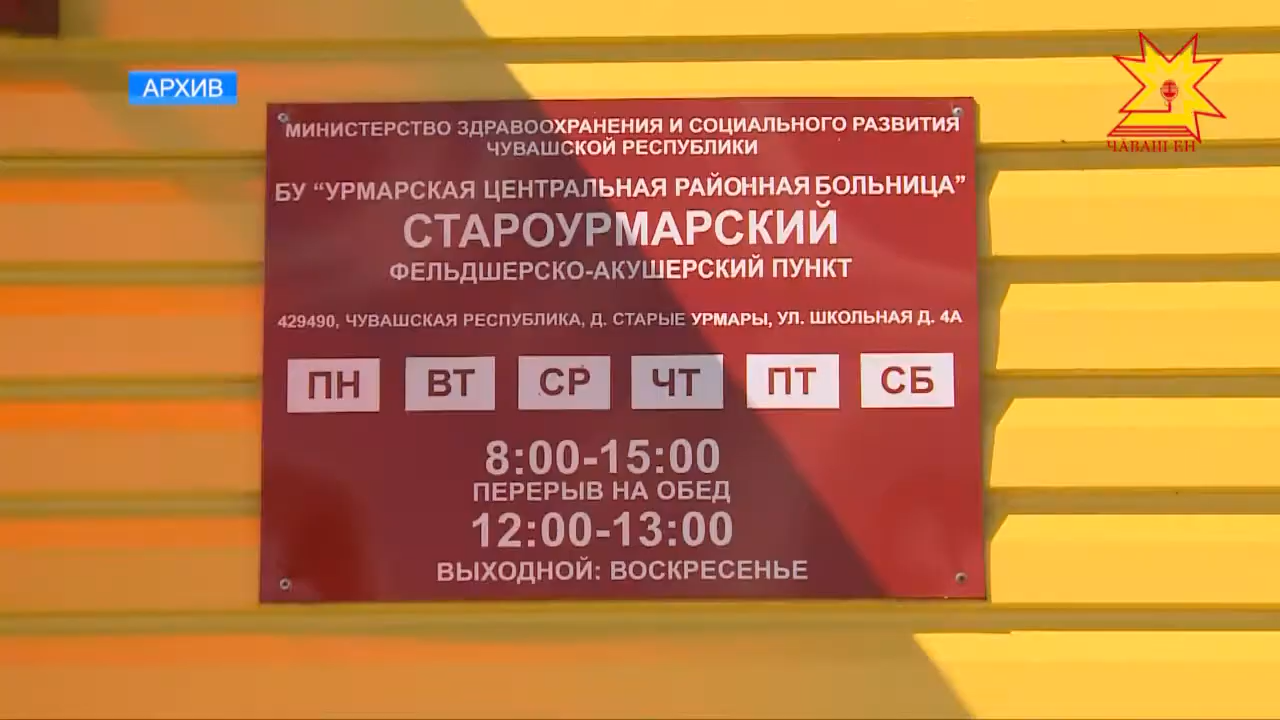 АРХИВ
ЧӐВАШ ЕН
МИНИСТЕРСТВО ЗДРАВООХРАНЕНИЯ И СОЦИАЛЬНОГО РАЗВИТИЯ
ЧУВАШСКОЙ РЕСПУБЛИКИ
БУ “УРМАРСКАЯ ЦЕНТРАЛЬНАЯ РАЙОННАЯ БОЛЬНИЦА”
СТАРОУРМАРСКИЙ
ФЕЛЬДШЕРСКО-АКУШЕРСКИЙ ПУНКТ
429490, ЧУВАШСКАЯ РЕСПУБЛИКА, Д. СТАРЫЕ УРМАРЫ, УЛ. ШКОЛЬНАЯ Д. 4А
ПН ВТ СР ЧТ ПТ СБ
8:00-15:00
ПЕРЕРЫВ НА ОБЕД
12:00-13:00
ВЫХОДНОЙ: ВОСКРЕСЕНЬЕ